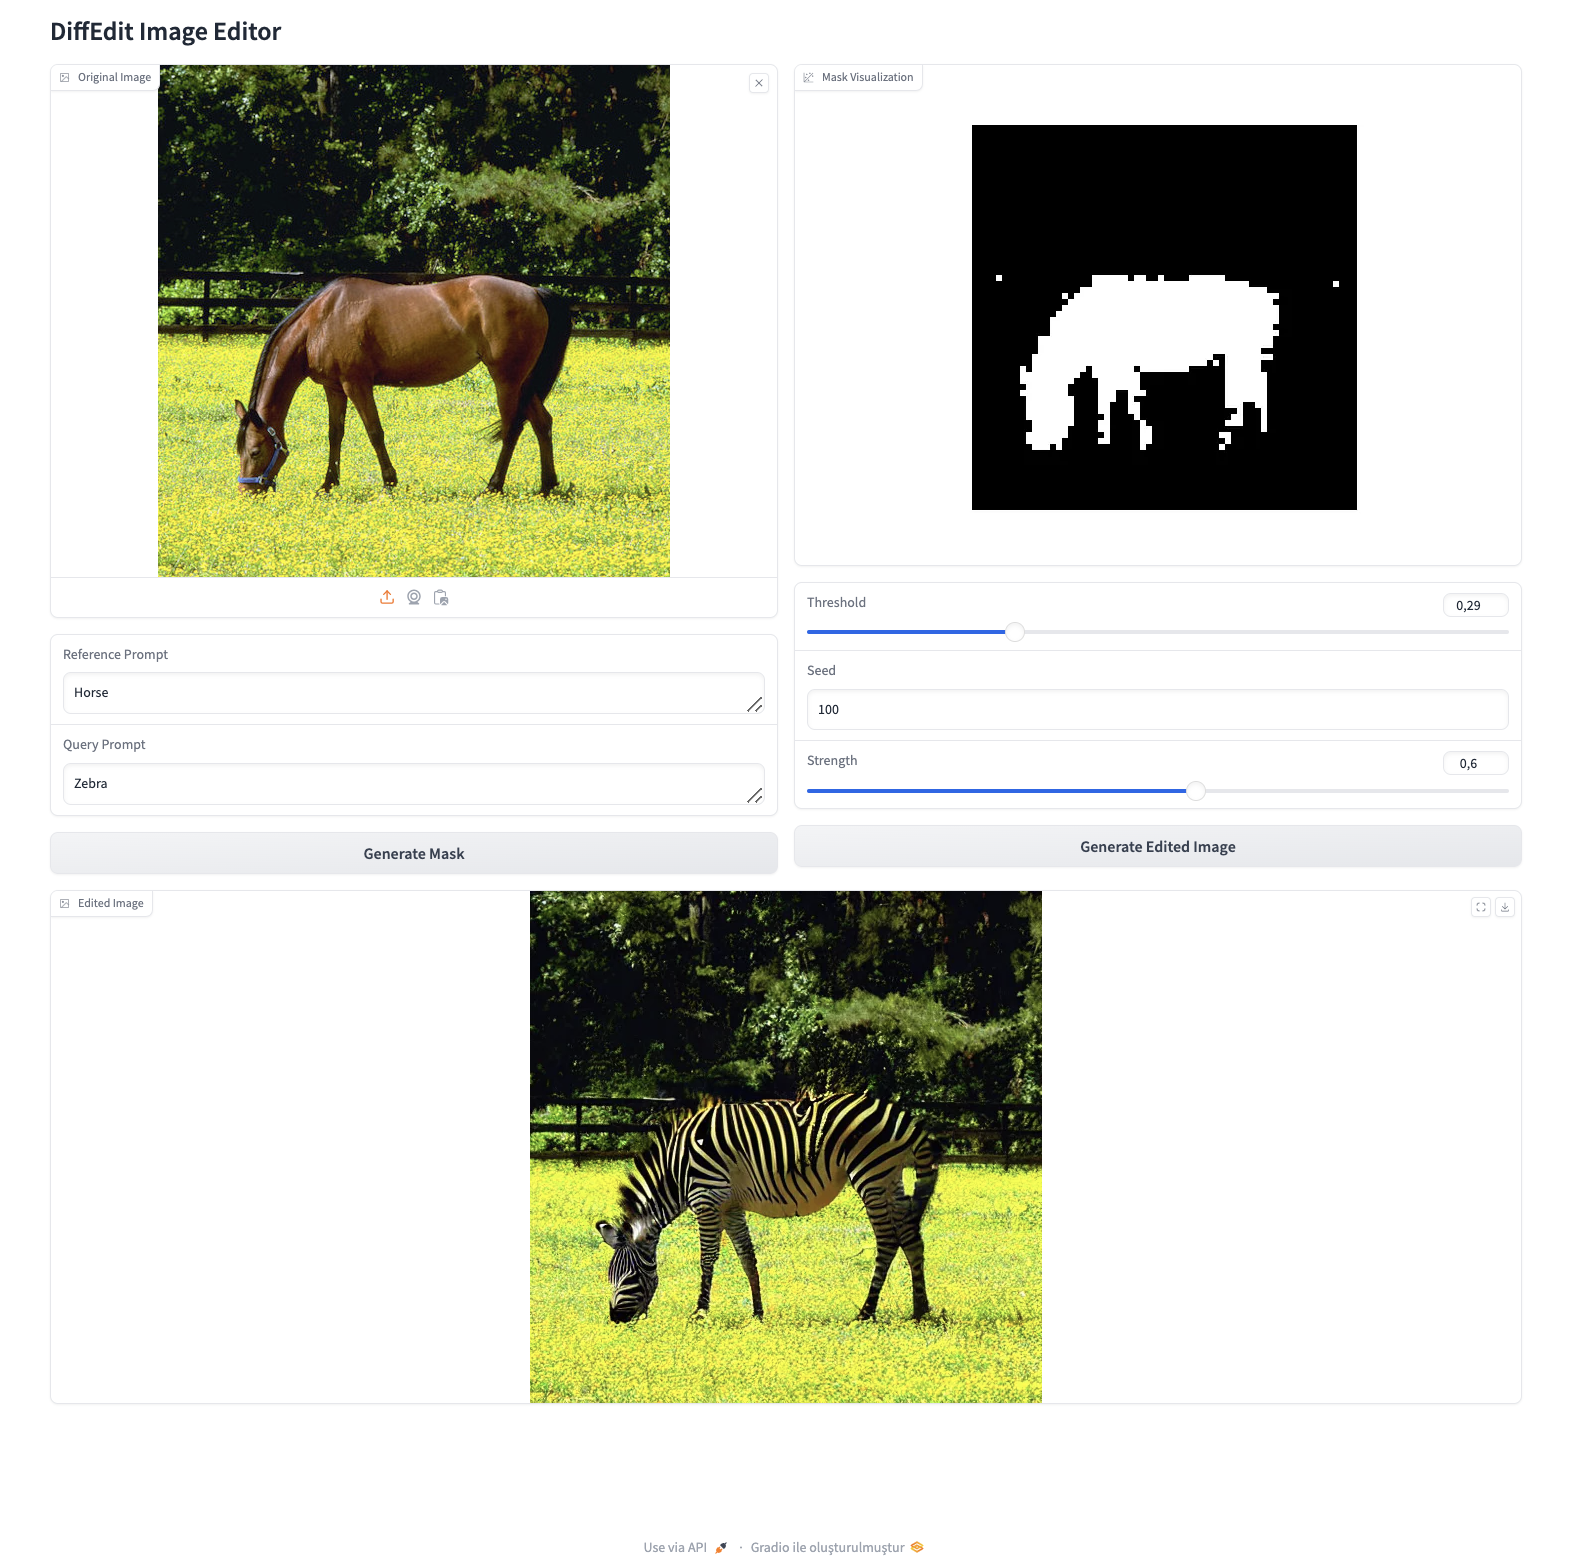 DiffEdit Image Editor
Original Image
Mask Visualization
Threshold
0,29
Reference Prompt
Horse
Seed
100
Query Prompt
Zebra
Strength
0,6
Generate Mask
Generate Edited Image
Edited Image
Use via API · Gradio ile oluşturulmuştur